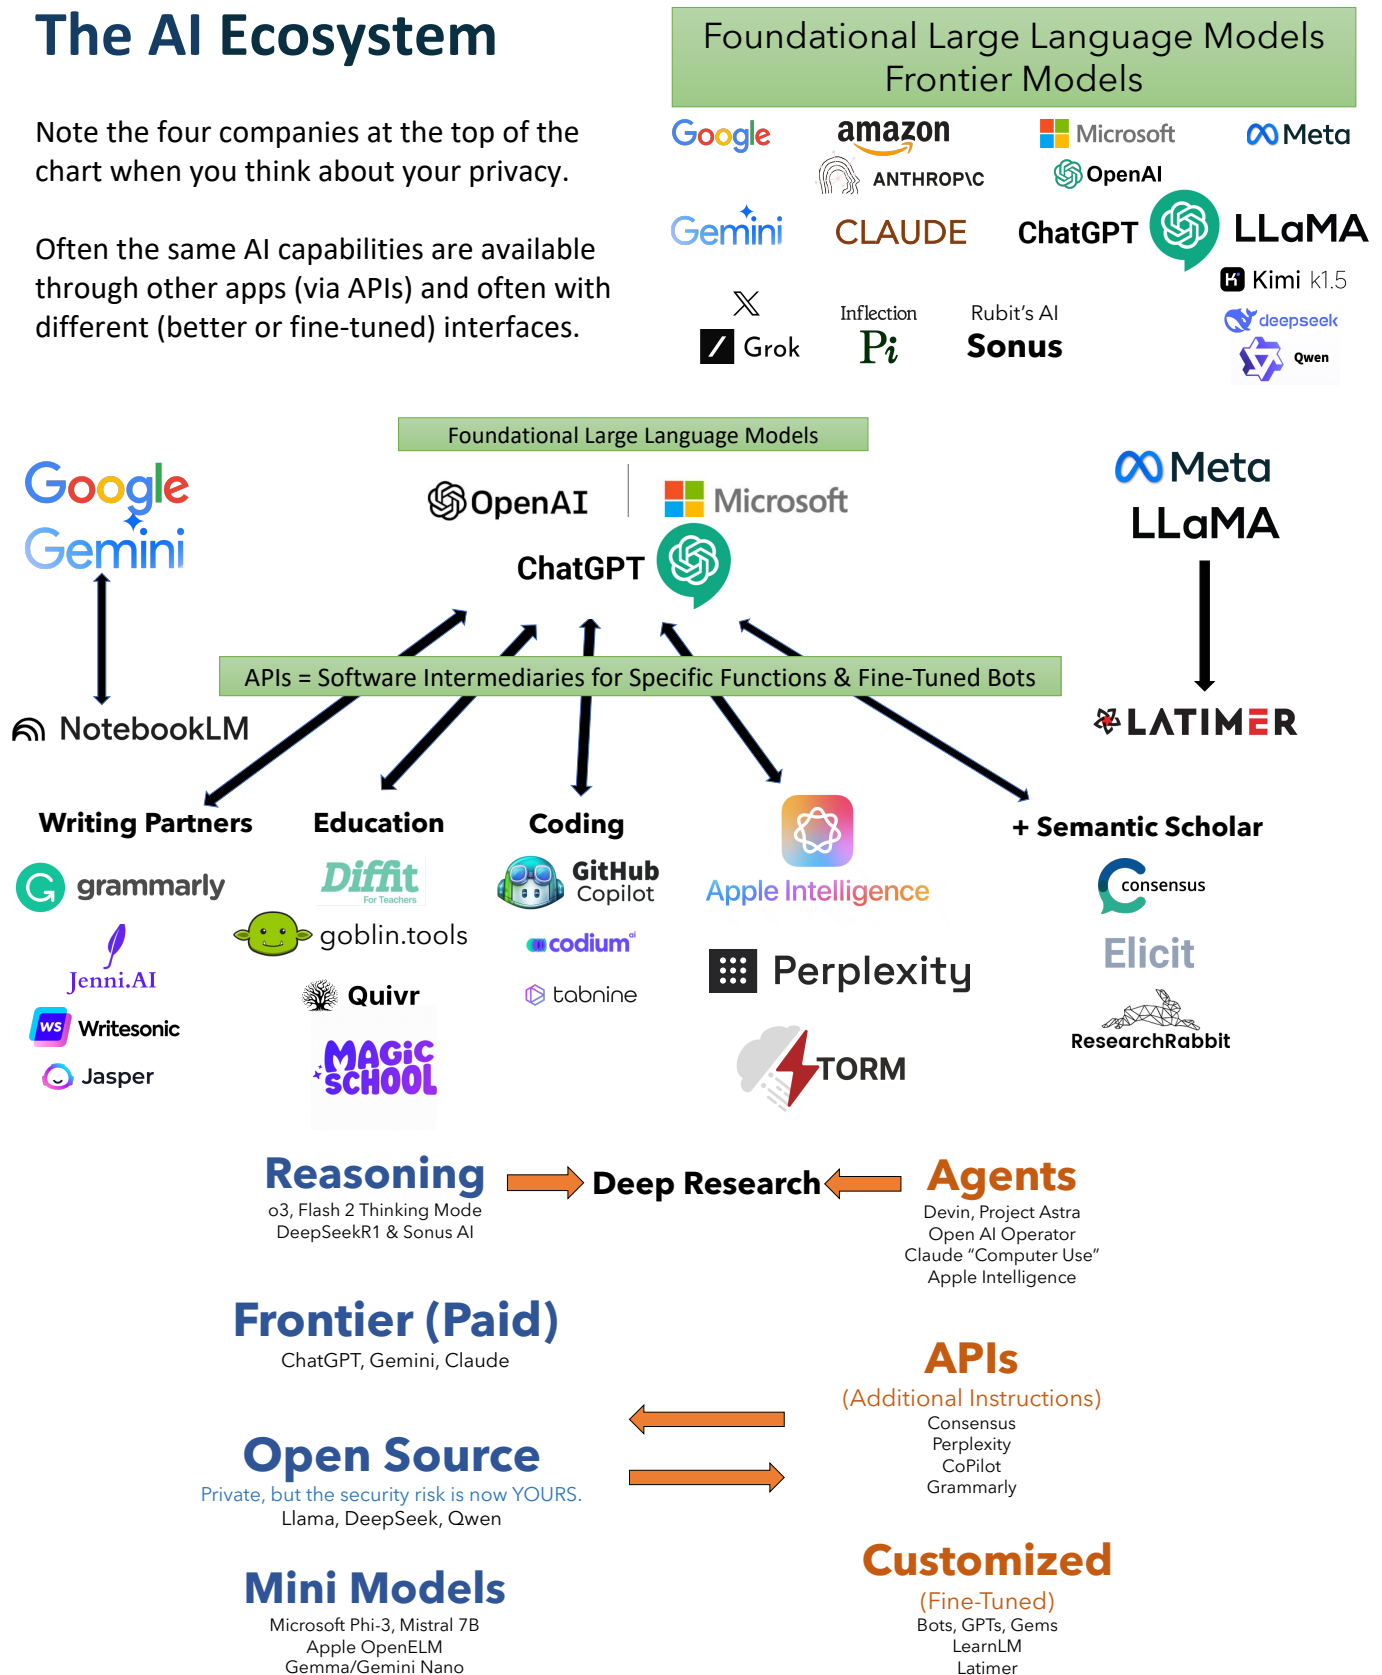 The AI Ecosystem
Note the four companies at the top of the
chart when you think about your privacy.
Often the same AI capabilities are available
through other apps (via APIs) and often with
different (better or fine-tuned) interfaces.
Foundational Large Language Models
Frontier Models
Google
amazon
Microsoft
Meta
ANTHROP\C
OpenAI
Gemini
CLAUDE
ChatGPT
LLaMA
Kimi k1.5
X
Grok
Inflection
Pi
Rubit's AI
Sonus
deepseek
Qwen
Foundational Large Language Models
Google
Gemini
OpenAI
Microsoft
ChatGPT
Meta
LLaMA
APIs = Software Intermediaries for Specific Functions & Fine-Tuned Bots
NotebookLM
LATIMER
Writing Partners
grammarly
Jenni.AI
WS Writesonic
Jasper
Education
Diffit
For Teachers
goblin.tools
Quivr
MAGiC
SCHOOL
Coding
GitHub
Copilot
codium ai
tabnine
Apple Intelligence
Perplexity
STORM
+ Semantic Scholar
consensus
Elicit
ResearchRabbit
Reasoning
o3, Flash 2 Thinking Mode
DeepSeekR1 & Sonus AI
Deep Research
Agents
Devin, Project Astra
Open AI Operator
Claude “Computer Use”
Apple Intelligence
Frontier (Paid)
ChatGPT, Gemini, Claude
APIs
(Additional Instructions)
Consensus
Perplexity
CoPilot
Grammarly
Open Source
Private, but the security risk is now YOURS.
Llama, DeepSeek, Qwen
Mini Models
Microsoft Phi-3, Mistral 7B
Apple OpenELM
Gemma/Gemini Nano
Customized
(Fine-Tuned)
Bots, GPTs, Gems
LearnLM
Latimer